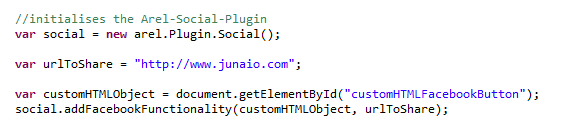 //initialises the Arel-Social-Plugin
var social = new arel.Plugin.Social();
var urlToShare = "http://www.junaio.com";
var customHTMLObject = document.getElementById("customHTMLFacebookButton");
social.addFacebookFunctionality(customHTMLObject, urlToShare);